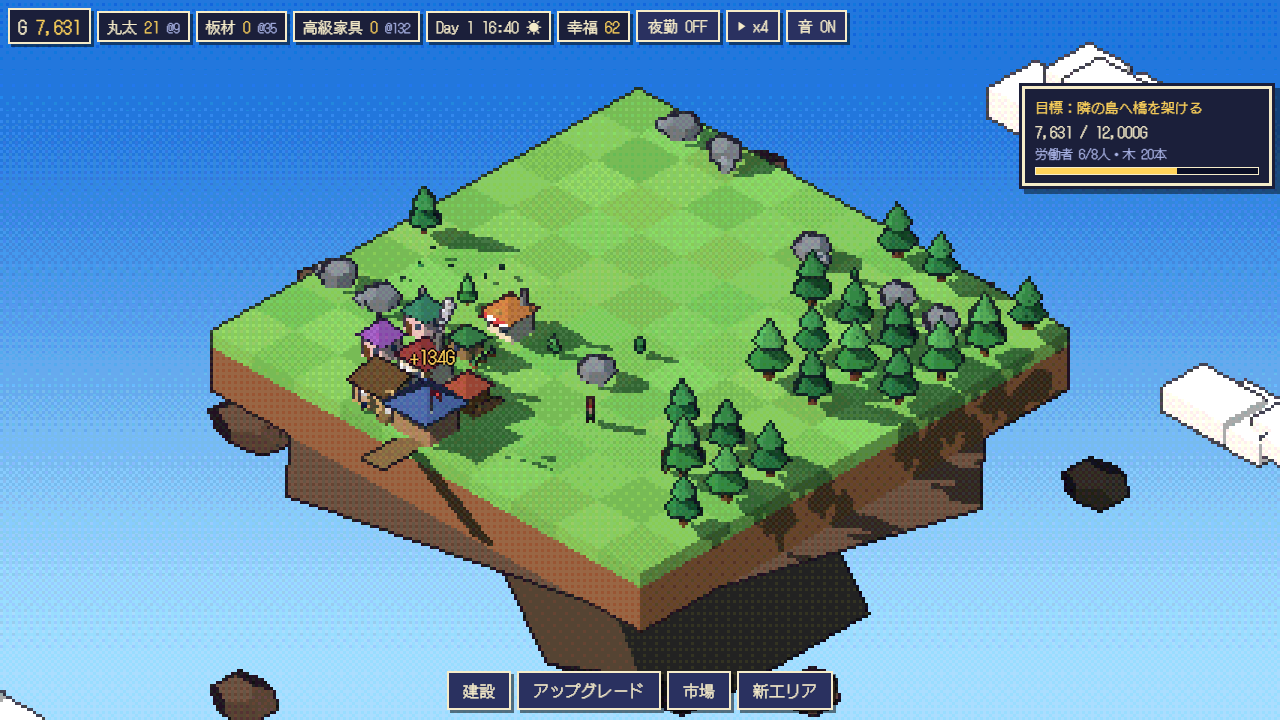 G 7,631
丸太 21 @9
板材 0 @35
高級家具 0 @132
Day 1 16:40
幸福 62
夜勤 OFF
x4
音 ON
目標：隣の島へ橋を架ける
7,631 / 12,000G
労働者 6/8人・木 20本
+134G
建設
アップグレード
市場
新エリア